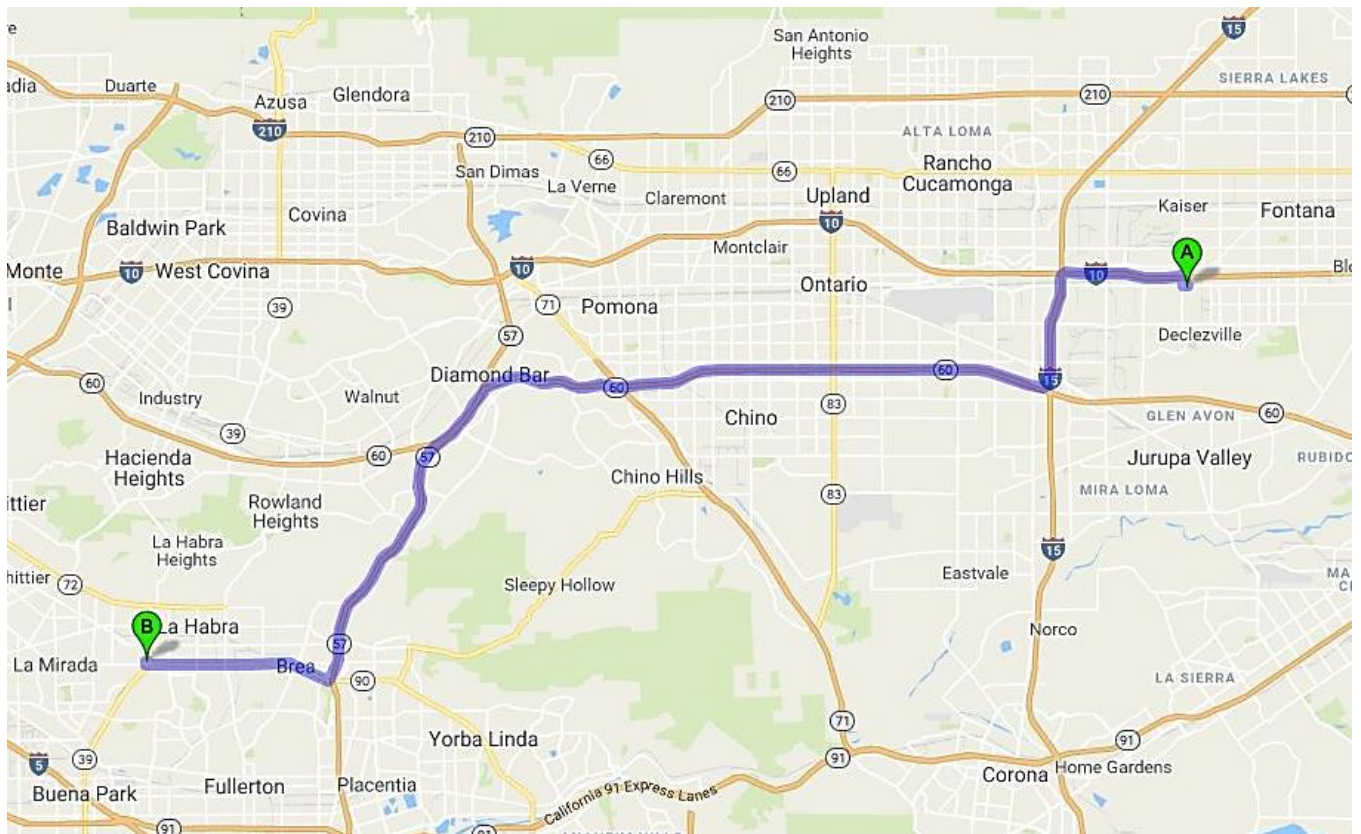 15
San Antonio
Heights
SIERRA LAKES
Duarte
Glendora
Azusa
210
210
210
210
ALTA LOMA
66
Rancho
Cucamonga
San Dimas
La Verne
66
Claremont
Upland
Kaiser
Fontana
Covina
Baldwin Park
10
Montclair
A
Monte
10
West Covina
10
10
Ontario
39
71
Pomona
57
Declezville
Diamond Bar
60
60
15
60
Industry
Walnut
83
Chino
GLEN AVON
60
39
60
57
Hacienda
Heights
Jurupa Valley
Chino Hills
MIRA LOMA
83
Rowland
Heights
La Habra
Heights
15
72
Sleepy Hollow
Eastvale
B
La Habra
57
Norco
La Mirada
Brea
90
LA SIERRA
71
Yorba Linda
91
91
39
5
Fullerton
Placentia
Corona
Home Gardens
Buena Park
California 91 Express Lanes
91
91